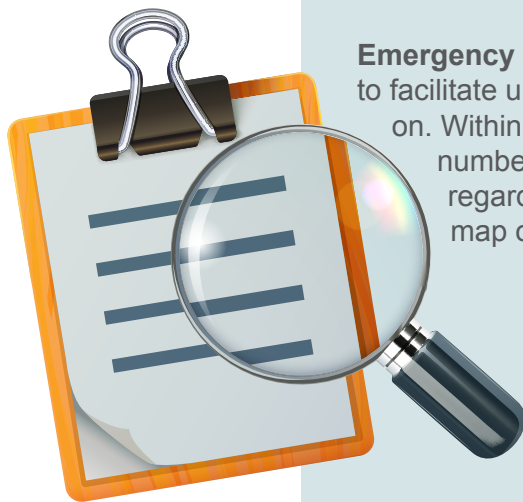 Emergency
to facilitate u
on. Within
numbe
regard
map o